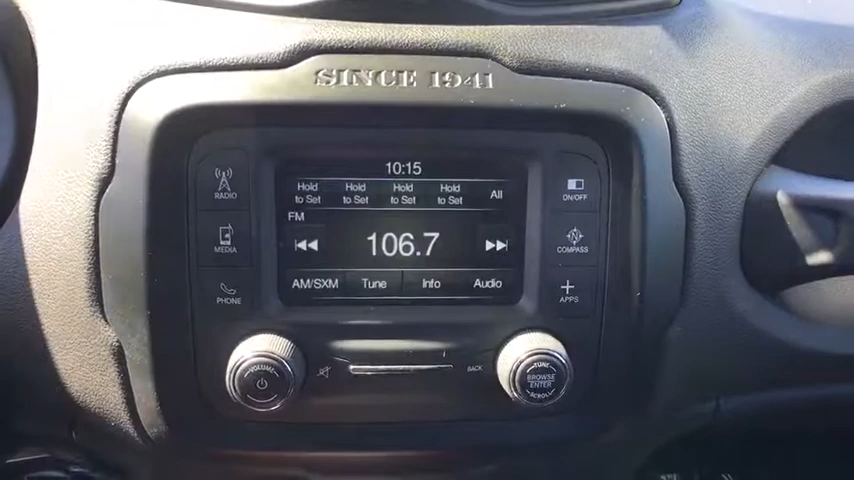 SINCE 1941
10:15
Hold to Set Hold to Set Hold to Set Hold to Set All
FM
106.7
AM/SXM Tune Info Audio
RADIO
MEDIA
PHONE
ON/OFF
COMPASS
APPS
VOLUME
BACK
TUNE
BROWSE
ENTER
SCROLL